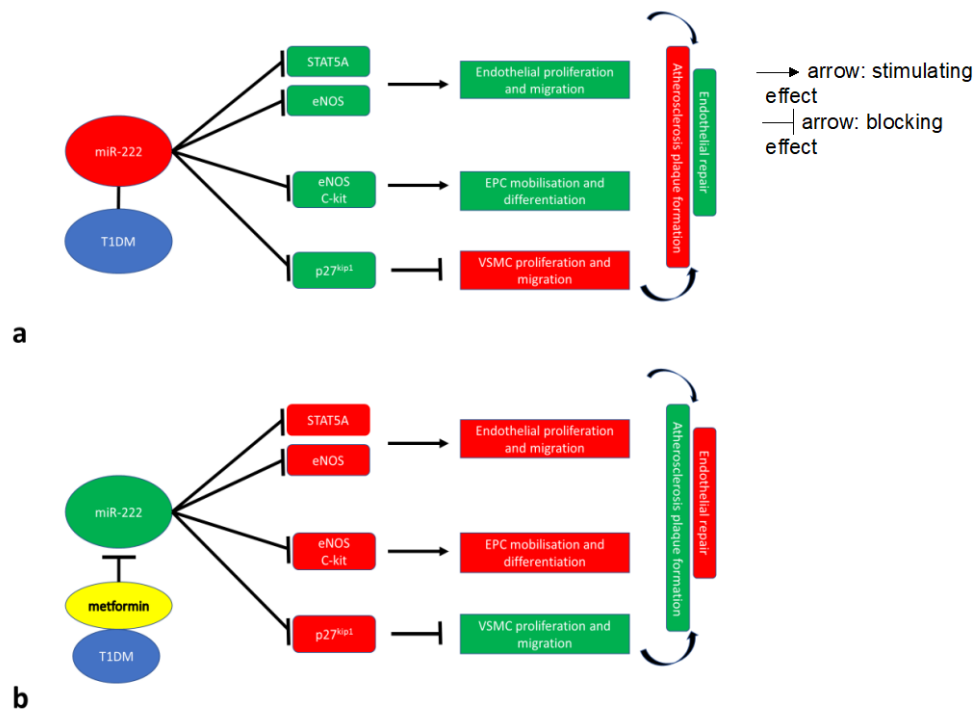 STAT5A
eNOS
miR-222
eNOS
C-kit
T1DM
p27kip1
Endothelial proliferation
and migration
EPC mobilisation and
differentiation
VSMC proliferation and
migration
Atherosclerosis plaque formation
Endothelial repair
arrow: stimulating
effect
arrow: blocking
effect
a
STAT5A
eNOS
miR-222
eNOS
C-kit
metformin
T1DM
p27kip1
Endothelial proliferation
and migration
EPC mobilisation and
differentiation
VSMC proliferation and
migration
Atherosclerosis plaque formation
Endothelial repair
b